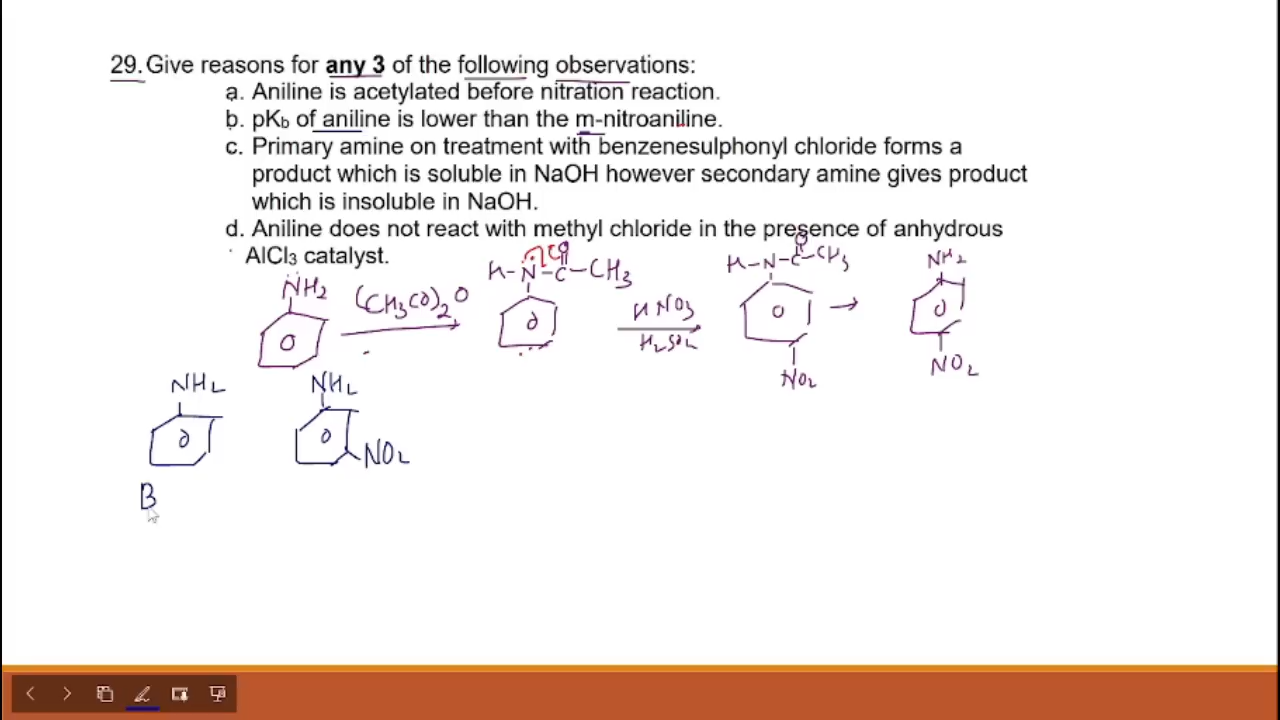 29. Give reasons for any 3 of the following observations:
a. Aniline is acetylated before nitration reaction.
b. pKb of aniline is lower than the m-nitroaniline.
c. Primary amine on treatment with benzenesulphonyl chloride forms a
product which is soluble in NaOH however secondary amine gives product
which is insoluble in NaOH.
d. Aniline does not react with methyl chloride in the presence of anhydrous
AlCl3 catalyst.
NH2 (CH3CO)2O H-N-C-CH3 O HNO3 H2SO4 H-N-C-CH3 O NO2 NH2 NO2
NH2 NH2 NO2
B